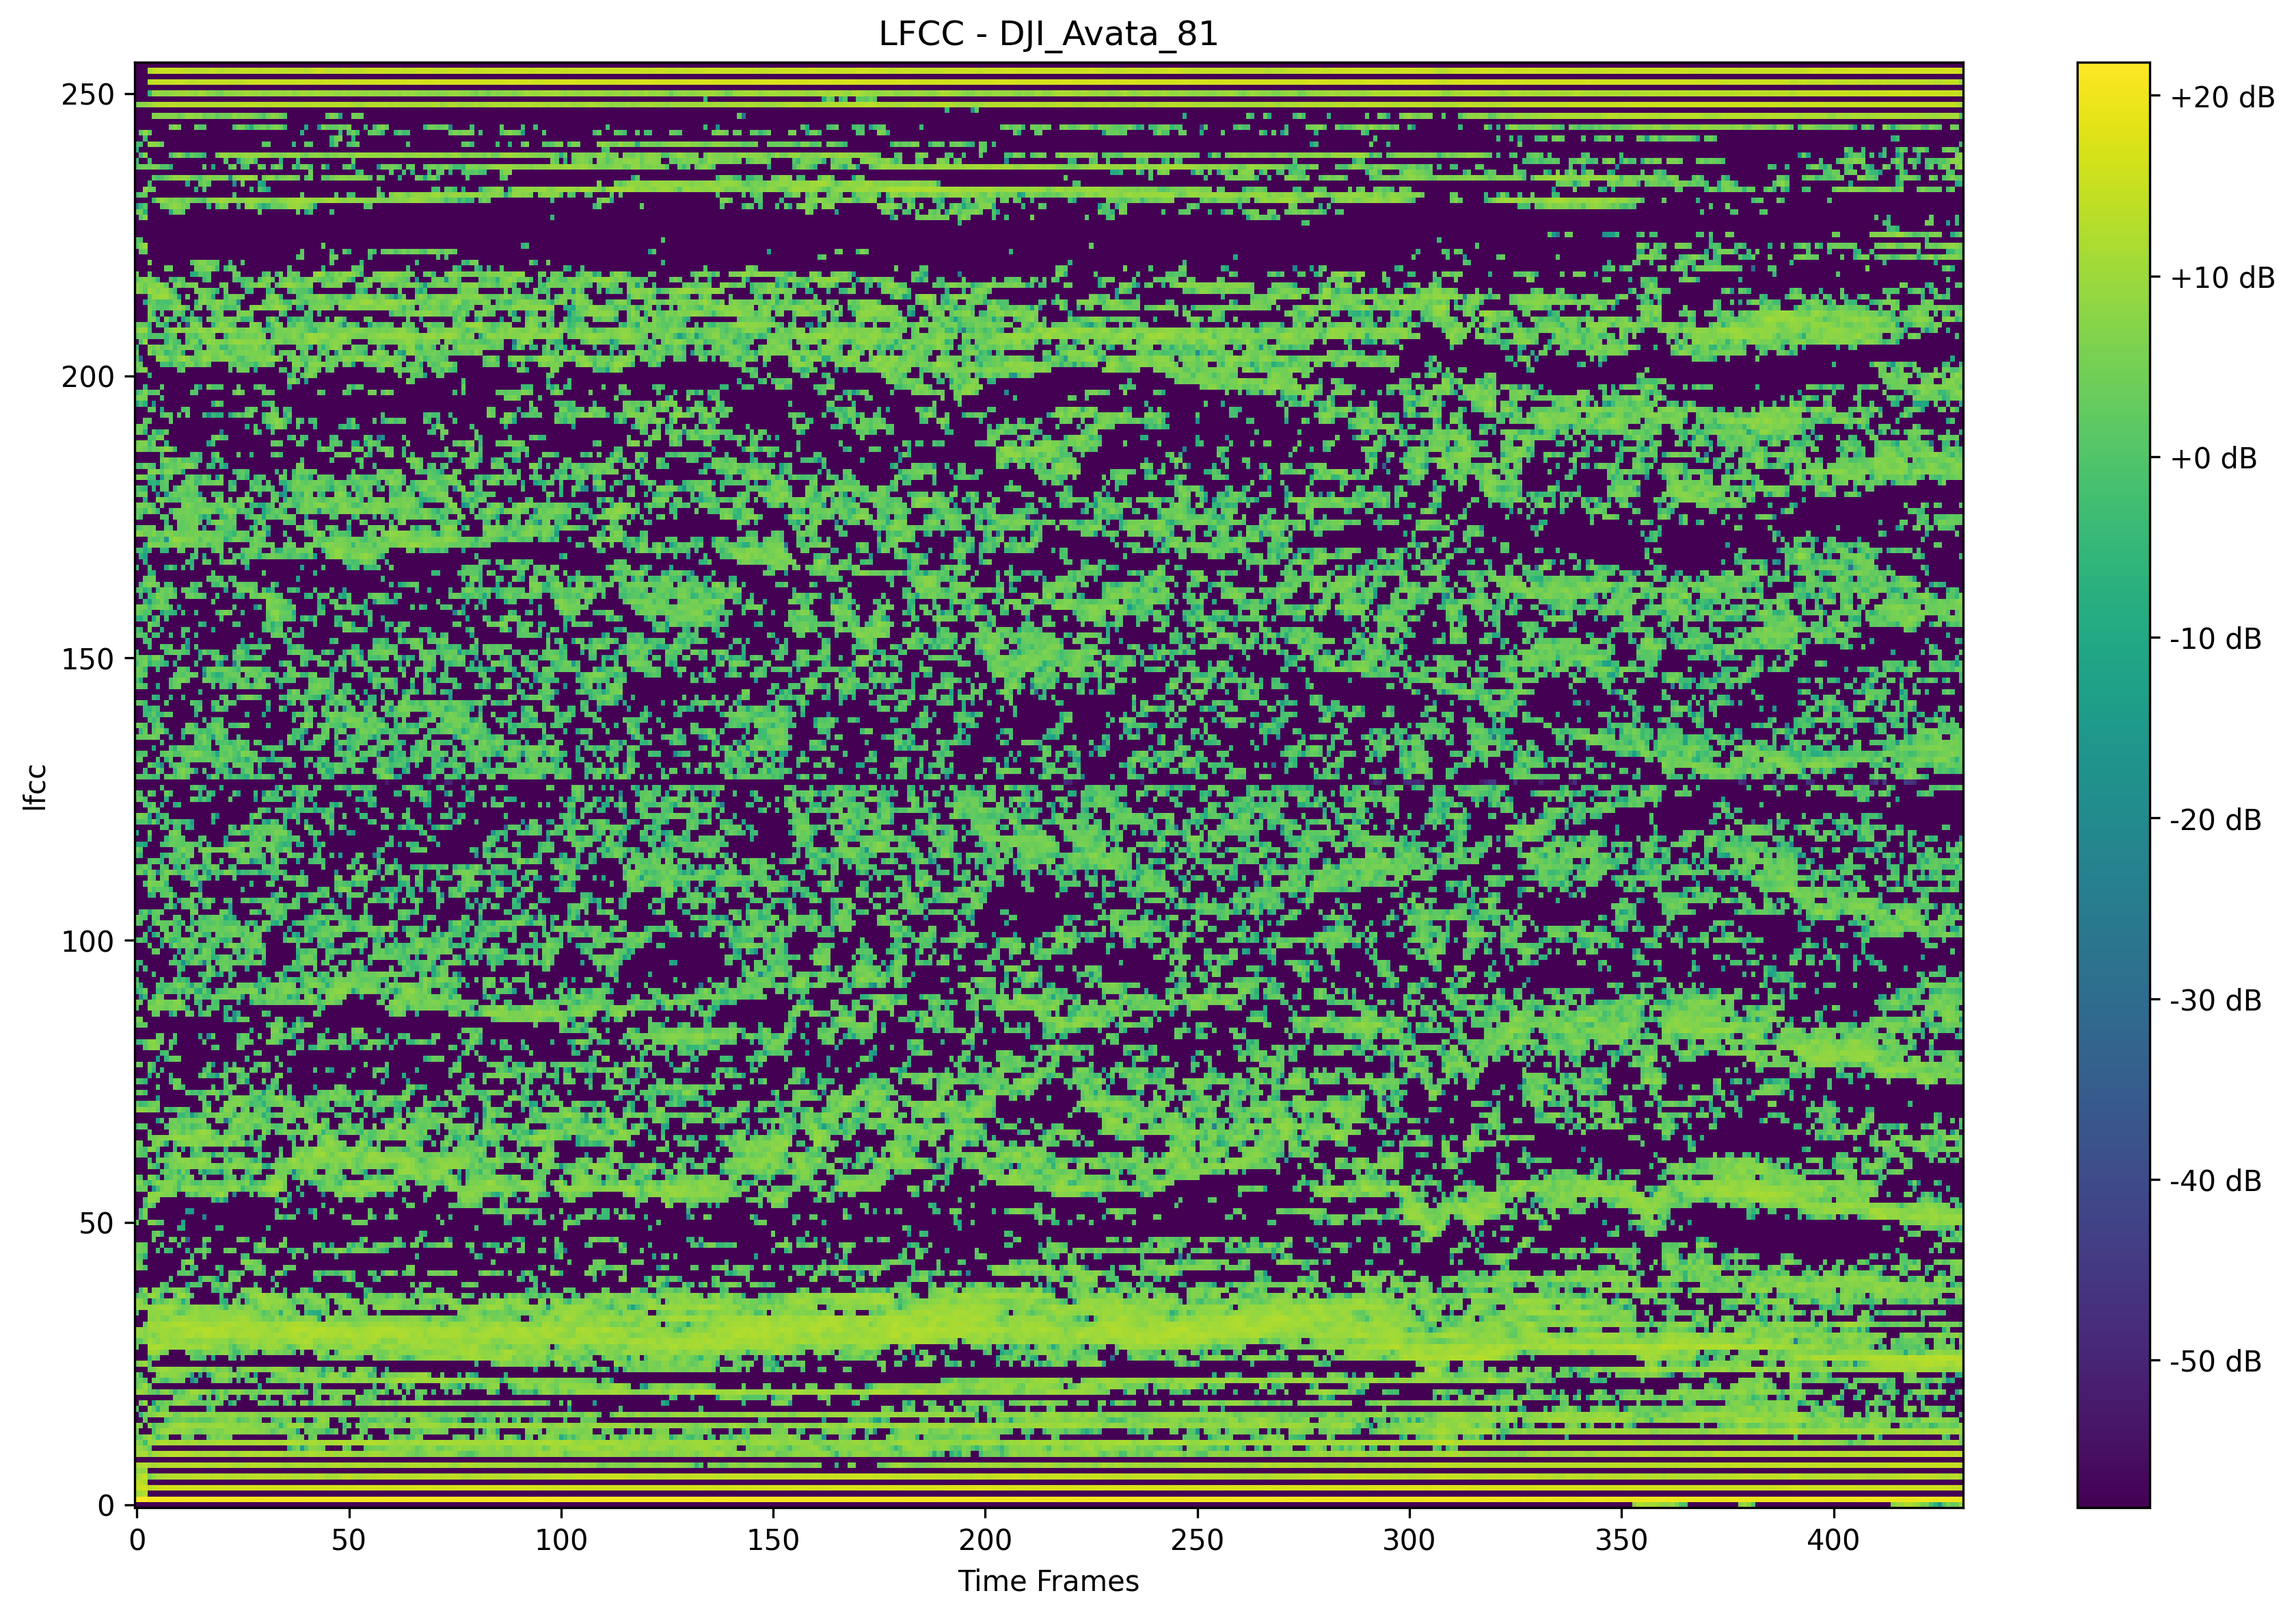 LFCC - DJI_Avata_81
250
200
150
100
50
0
lfcc
0 50 100 150 200 250 300 350 400
Time Frames
+20 dB
+10 dB
+0 dB
-10 dB
-20 dB
-30 dB
-40 dB
-50 dB